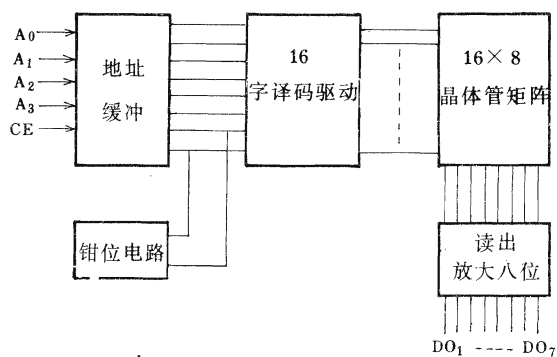 A0
A1
A2
A3
CE
地址
缓冲
16
字译码驱动
16×8
晶体管矩阵
钳位电路
读出
放大八位
DO1 ---- DO7